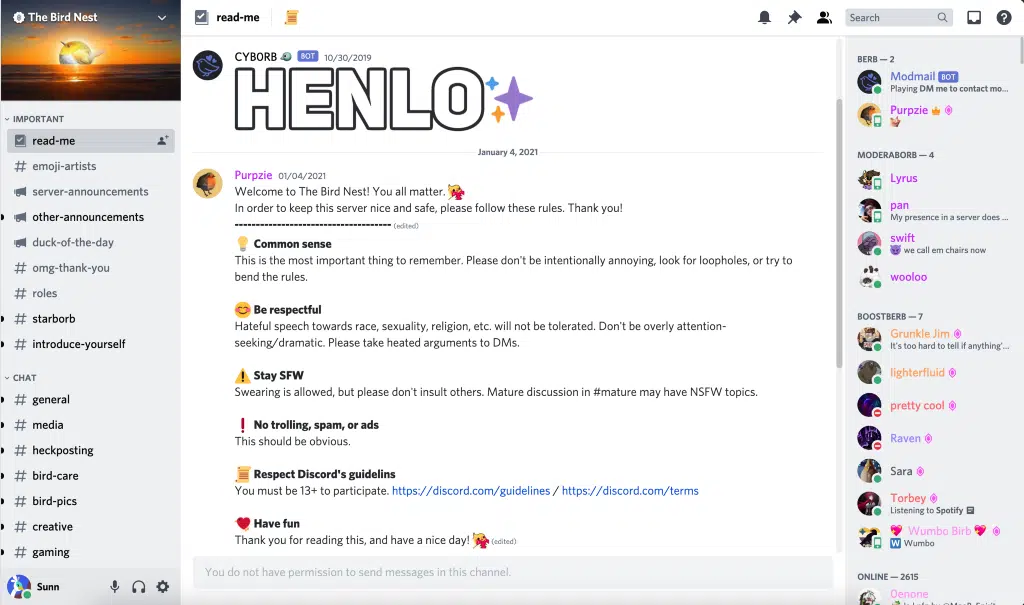 The Bird Nest
IMPORTANT
read-me
emoji-artists
server-announcements
other-announcements
duck-of-the-day
omg-thank-you
roles
starborb
introduce-yourself
CHAT
general
media
heckposting
bird-care
bird-pics
creative
gaming
Sunn
read-me
Search
CYBORB BOT 10/30/2019
HENLO
January 4, 2021
Purpzie 01/04/2021
Welcome to The Bird Nest! You all matter.
In order to keep this server nice and safe, please follow these rules. Thank you!
------------------------------------ (edited)
Common sense
This is the most important thing to remember. Please don't be intentionally annoying, look for loopholes, or try to
bend the rules.
Be respectful
Hateful speech towards race, sexuality, religion, etc. will not be tolerated. Don't be overly attention-
seeking/dramatic. Please take heated arguments to DMs.
Stay SFW
Swearing is allowed, but please don't insult others. Mature discussion in #mature may have NSFW topics.
No trolling, spam, or ads
This should be obvious.
Respect Discord's guidelins
You must be 13+ to participate. https://discord.com/guidelines / https://discord.com/terms
Have fun
Thank you for reading this, and have a nice day! (edited)
You do not have permission to send messages in this channel.
BERB — 2
Modmail BOT
Playing DM me to contact mo...
Purpzie
MODERABORB — 4
Lyrus
pan
My presence in a server does ...
swift
we call em chairs now
wooloo
BOOSTBERB — 7
Grunkle Jim
It's too hard to tell if anything'...
lighterfluid
pretty cool
Raven
Sara
Torbey
Listening to Spotify
Wumbo Birb
W Wumbo
ONLINE — 2615
0enone